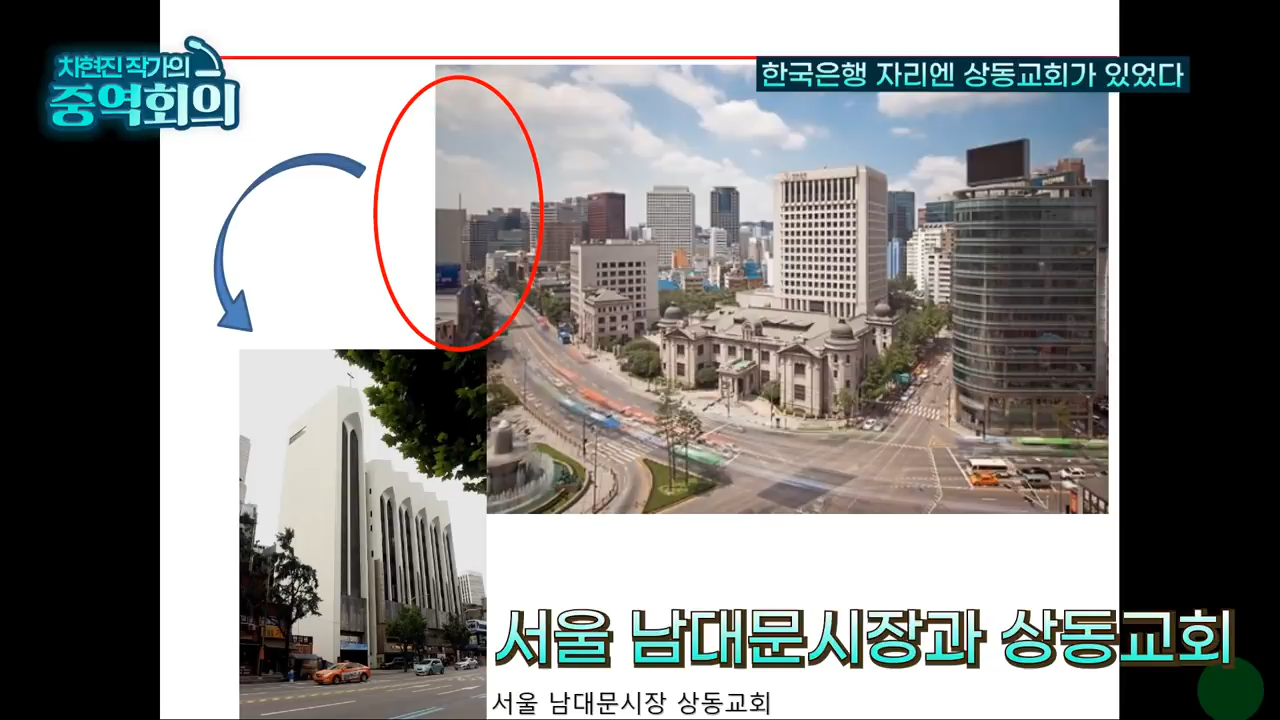 차현진 작가의
중역회의
한국은행 자리엔 상동교회가 있었다
서울 남대문시장과 상동교회
서울 남대문시장 상동교회